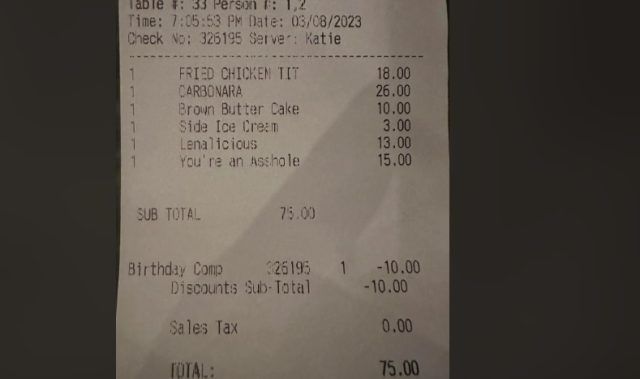 Table #: 33 Person #: 1,2
Time: 7:05:53 PM Date: 03/08/2023
Check No: 326195 Server: Katie
1 FRIED CHICKEN TIT 18.00
1 CARBONARA 26.00
1 Brown Butter Cake 10.00
1 Side Ice Cream 3.00
1 Lenalicious 13.00
1 You're an Asshole 15.00
SUB TOTAL 75.00
Birthday Comp 326195 1 -10.00
Discounts Sub-Total -10.00
Sales Tax 0.00
TOTAL: 75.00